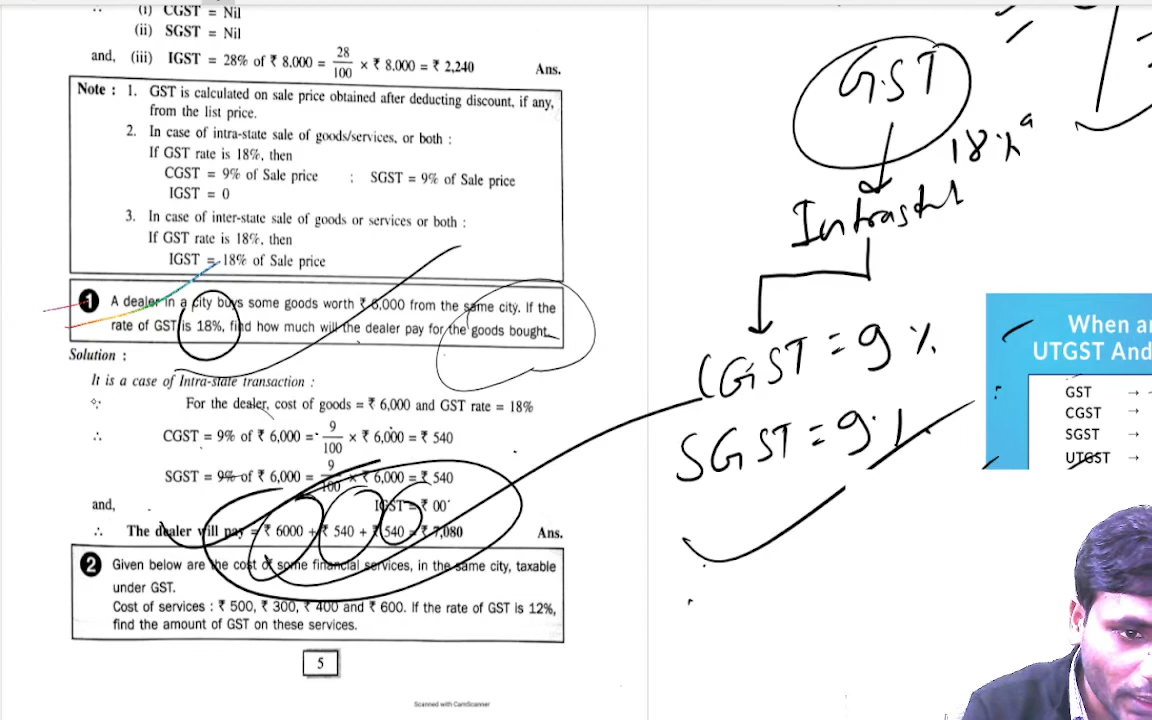 ∴ (i) CGST = Nil
(ii) SGST = Nil
and, (iii) IGST = 28% of ₹ 8.000 = 28/100 × ₹ 8.000 = ₹ 2,240 Ans.
Note : 1. GST is calculated on sale price obtained after deducting discount, if any,
from the list price.
2. In case of intra-state sale of goods/services, or both :
If GST rate is 18%, then
CGST = 9% of Sale price : SGST = 9% of Sale price
IGST = 0
3. In case of inter-state sale of goods or services or both :
If GST rate is 18%, then
IGST = 18% of Sale price
1 A dealer in a city buys some goods worth ₹ 6,000 from the same city. If the
rate of GST is 18%, find how much will the dealer pay for the goods bought.
Solution :
It is a case of Intra-state transaction :
∵ For the dealer, cost of goods = ₹ 6,000 and GST rate = 18%
∴ CGST = 9% of ₹ 6,000 = 9/100 × ₹ 6,000 = ₹ 540
SGST = 9% of ₹ 6,000 = 9/100 × ₹ 6,000 = ₹ 540
and, IGST = ₹ 00
∴ The dealer will pay = ₹ 6000 + ₹ 540 + ₹ 540 = ₹ 7,080 Ans.
2 Given below are the cost of some financial services, in the same city, taxable
under GST.
Cost of services : ₹ 500, ₹ 300, ₹ 400 and ₹ 600. If the rate of GST is 12%,
find the amount of GST on these services.
5
Scanned with CamScanner
GST
18%
CGST = 9%
SGST = 9%
When
UTGST And
GST →
CGST →
SGST →
UTGST →